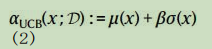 α_UCB(x; 𝒟) := μ(x) + βσ(x)
(2)